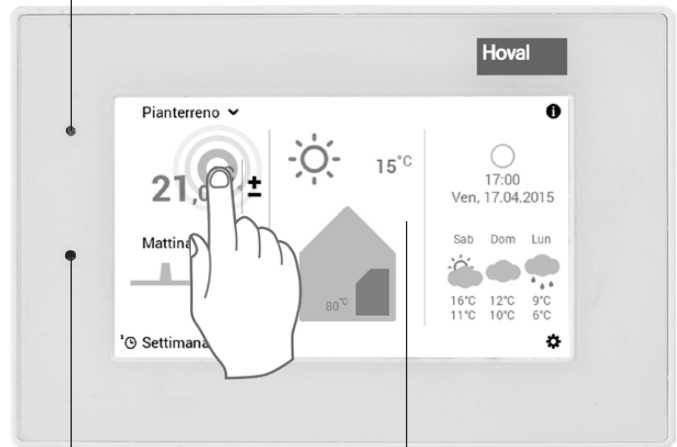 Hoval
Pianterreno
21,
±
15°C
17:00
Ven, 17.04.2015
Mattina
80°C
Sab Dom Lun
16°C 12°C 9°C
11°C 10°C 6°C
Settimana